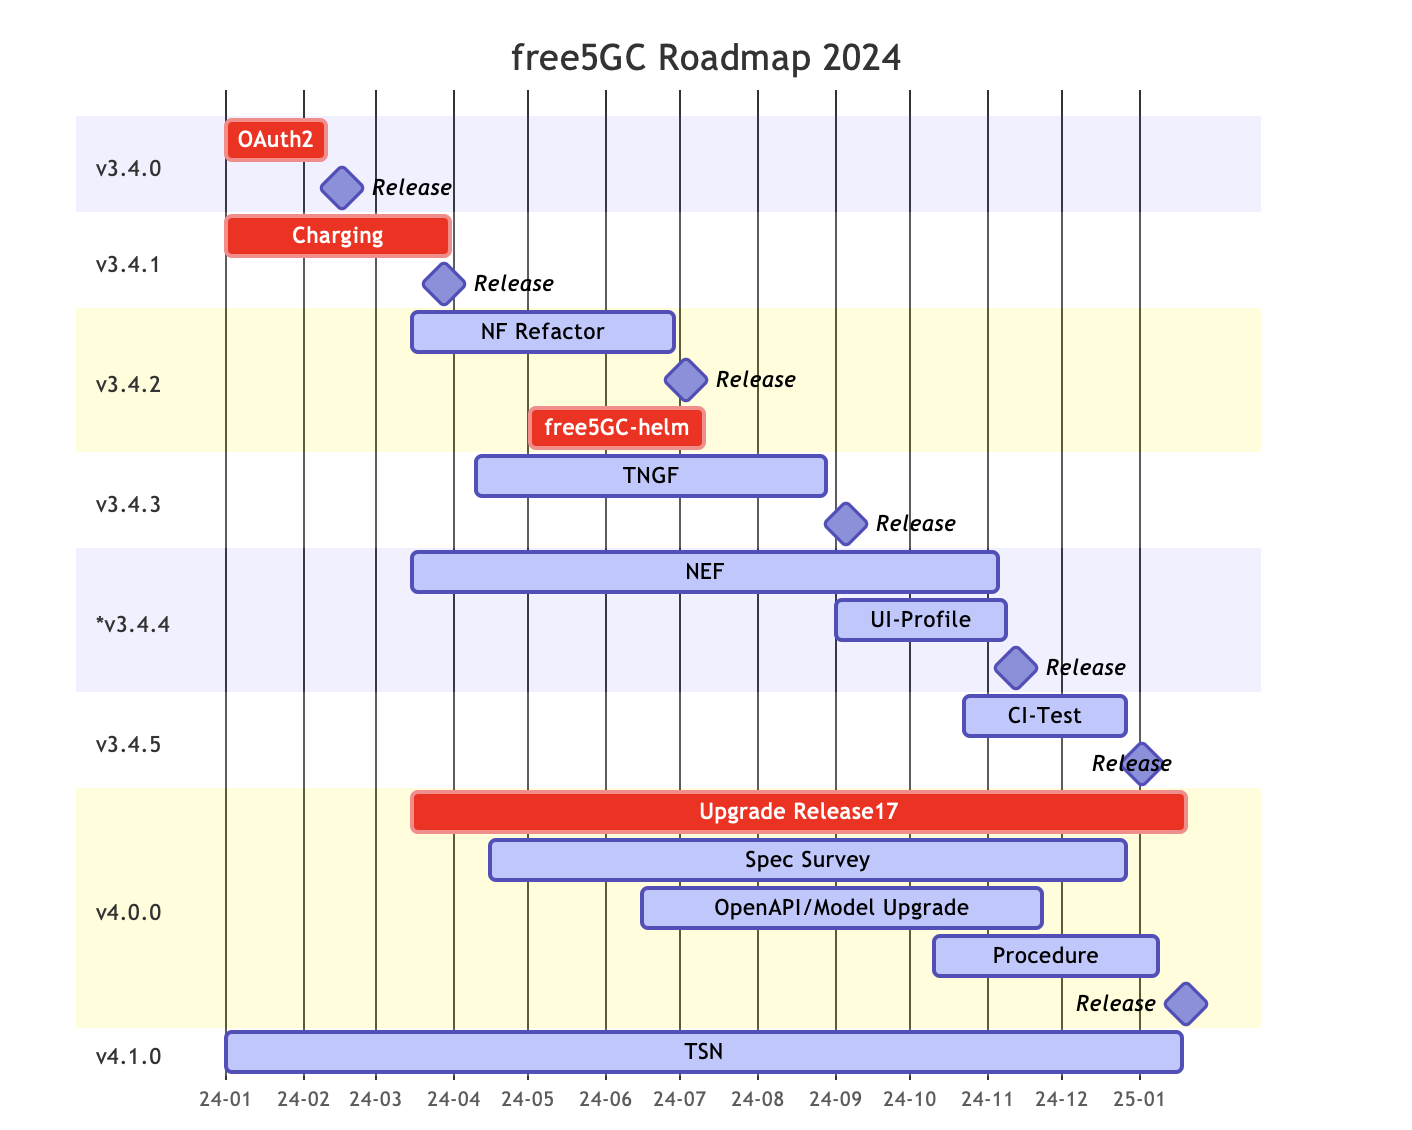 free5GC Roadmap 2024
v3.4.0
OAuth2
Release
v3.4.1
Charging
Release
v3.4.2
NF Refactor
Release
free5GC-helm
v3.4.3
TNGF
Release
*v3.4.4
NEF
UI-Profile
Release
v3.4.5
CI-Test
Release
v4.0.0
Upgrade Release17
Spec Survey
OpenAPI/Model Upgrade
Procedure
Release
v4.1.0
TSN
24-01 24-02 24-03 24-04 24-05 24-06 24-07 24-08 24-09 24-10 24-11 24-12 25-01